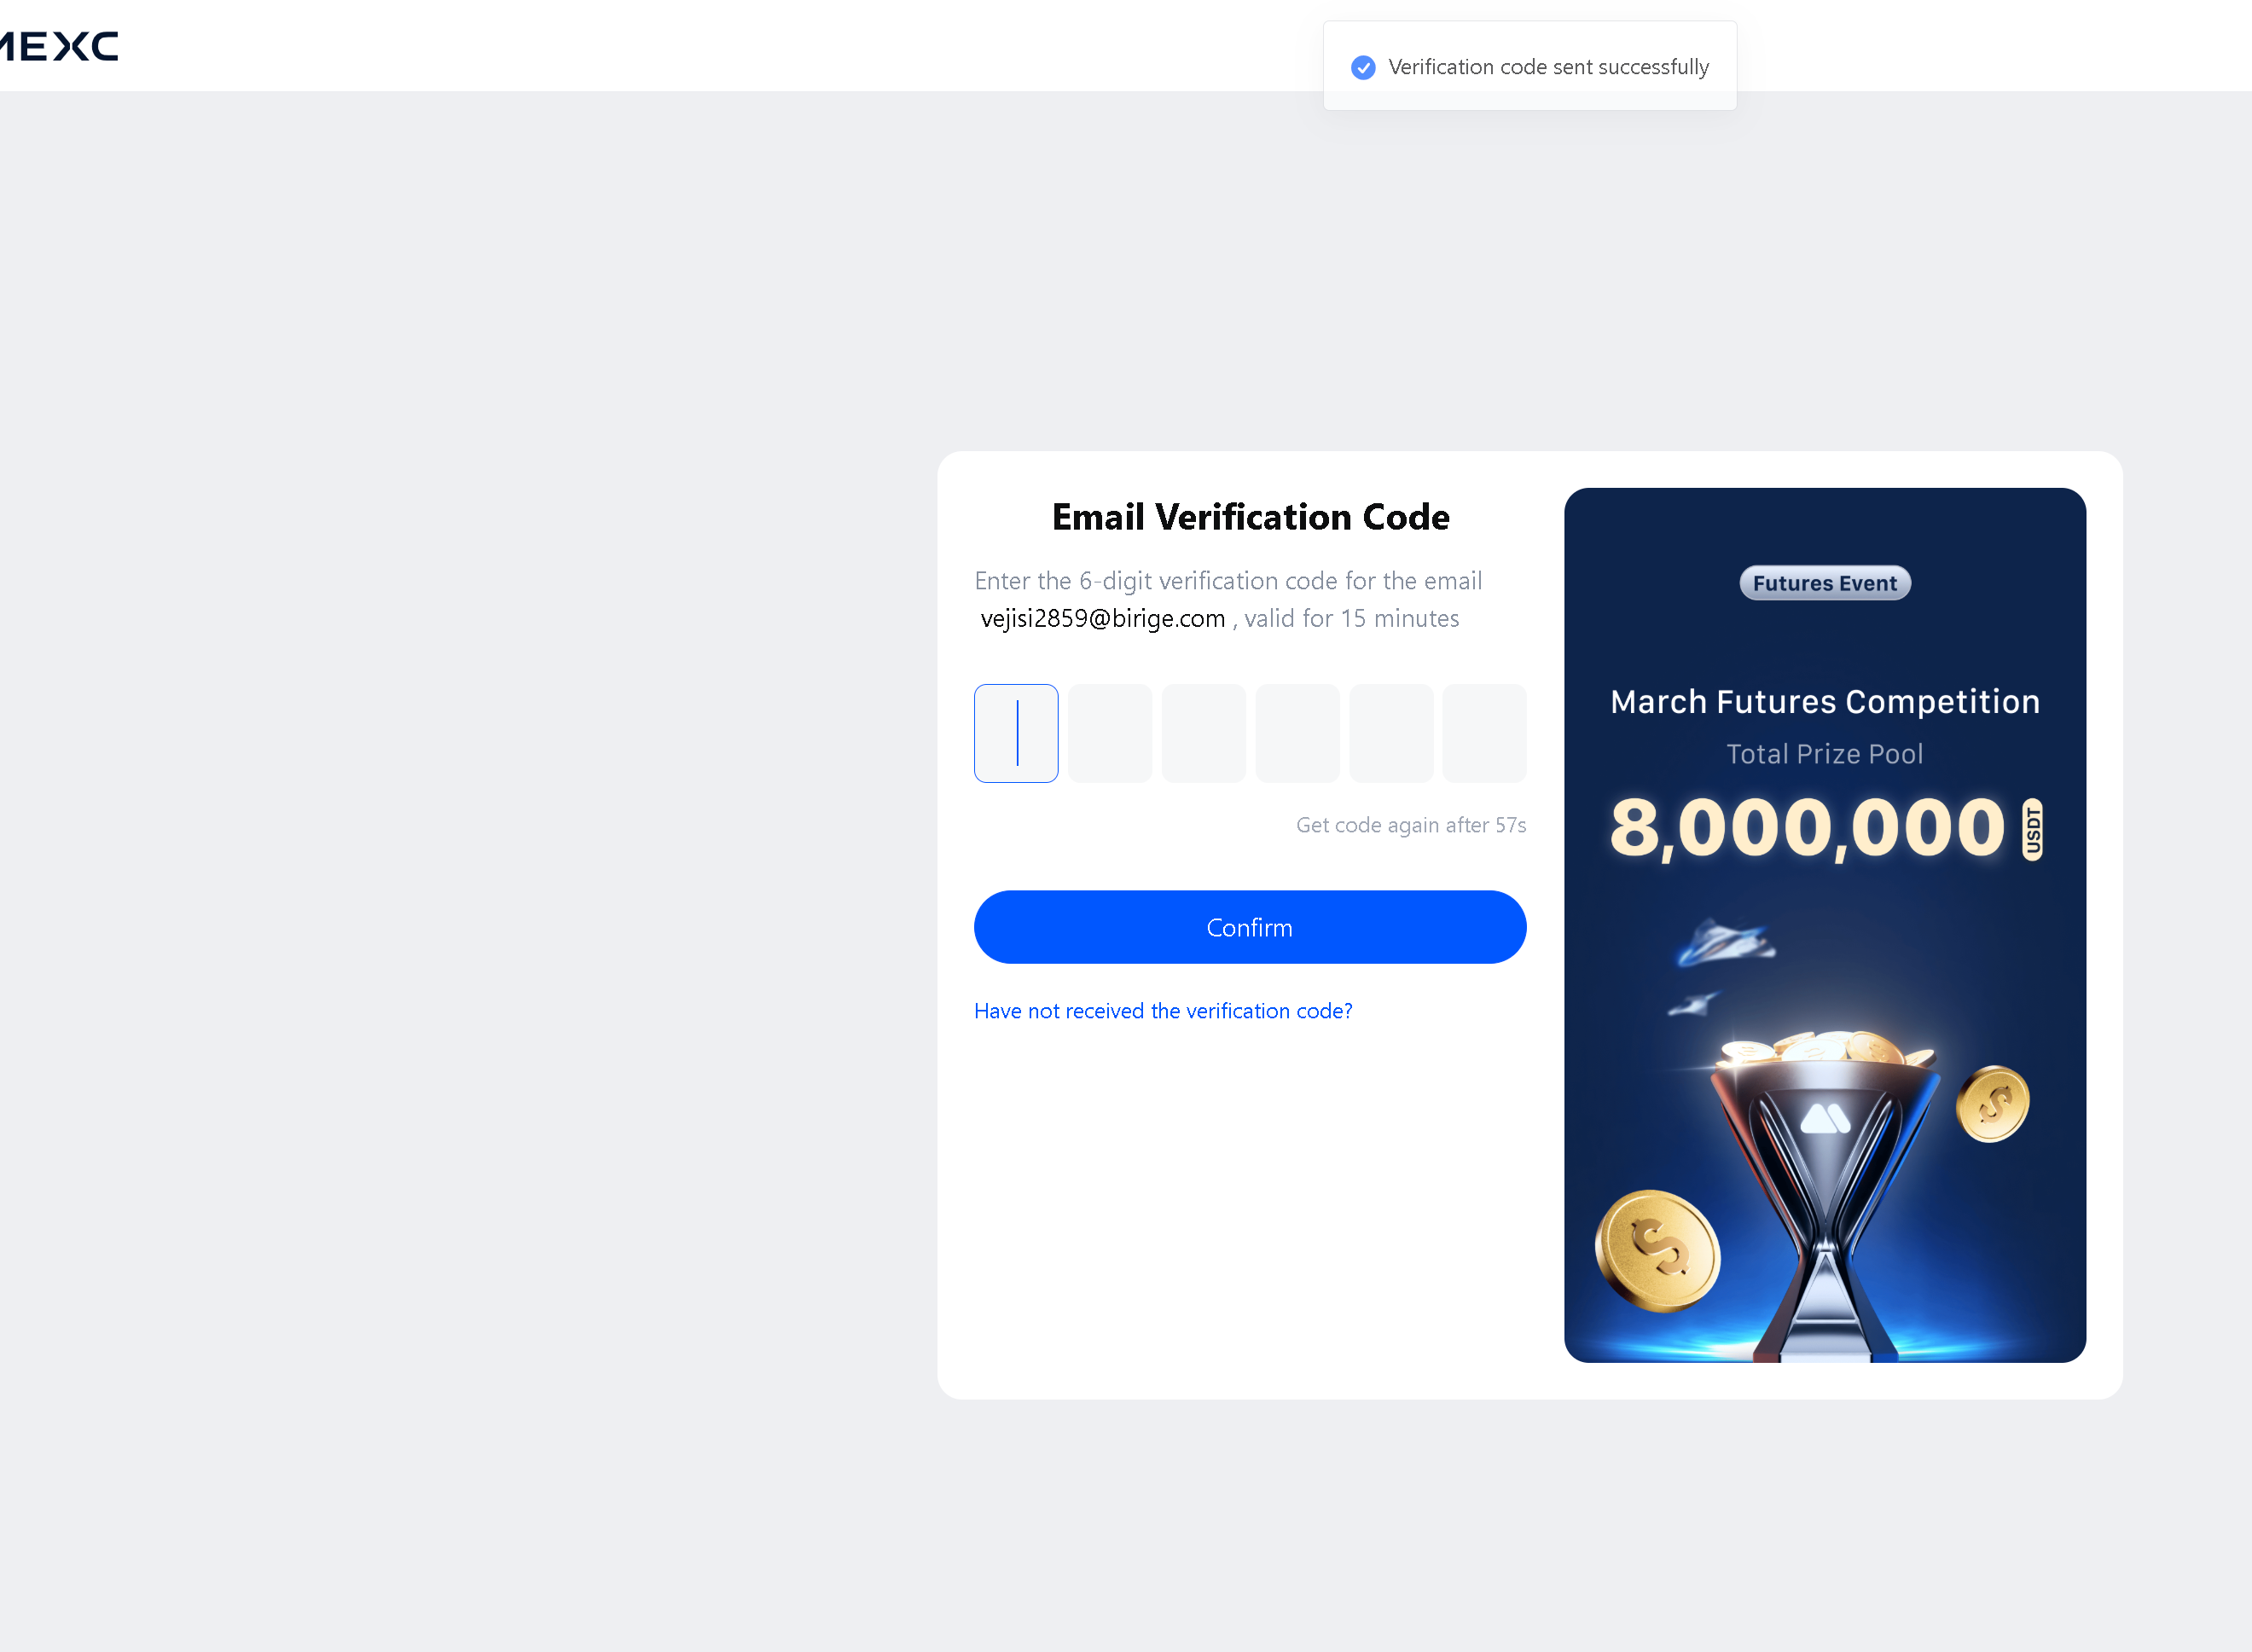 MEXC
Verification code sent successfully
Email Verification Code
Enter the 6-digit verification code for the email
vejisi2859@birige.com , valid for 15 minutes
Get code again after 57s
Confirm
Have not received the verification code?
Futures Event
March Futures Competition
Total Prize Pool
8,000,000 USDT